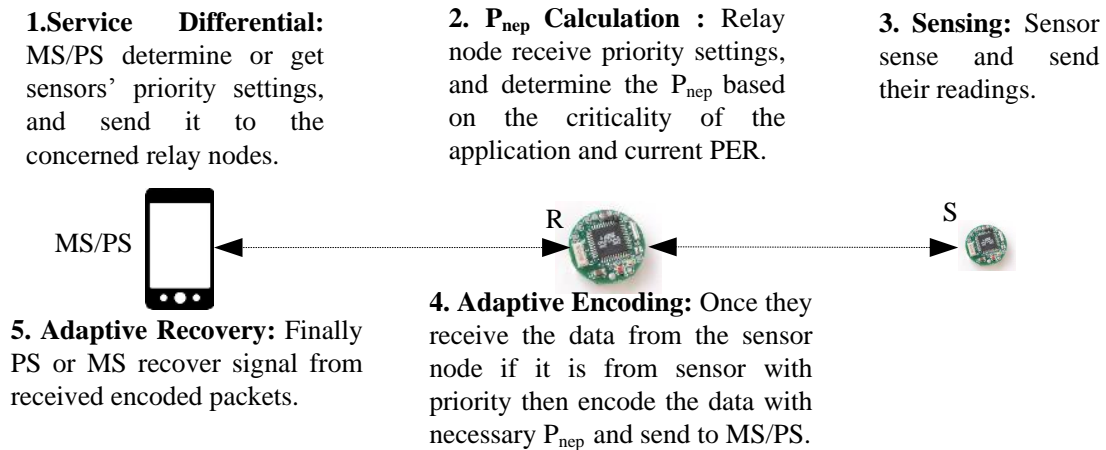 1.Service Differential:
MS/PS determine or get
sensors’ priority settings,
and send it to the
concerned relay nodes.
2. Pnep Calculation : Relay
node receive priority settings,
and determine the Pnep based
on the criticality of the
application and current PER.
3. Sensing: Sensor
sense and send
their readings.
MS/PS
R
S
5. Adaptive Recovery: Finally
PS or MS recover signal from
received encoded packets.
4. Adaptive Encoding: Once they
receive the data from the sensor
node if it is from sensor with
priority then encode the data with
necessary Pnep and send to MS/PS.